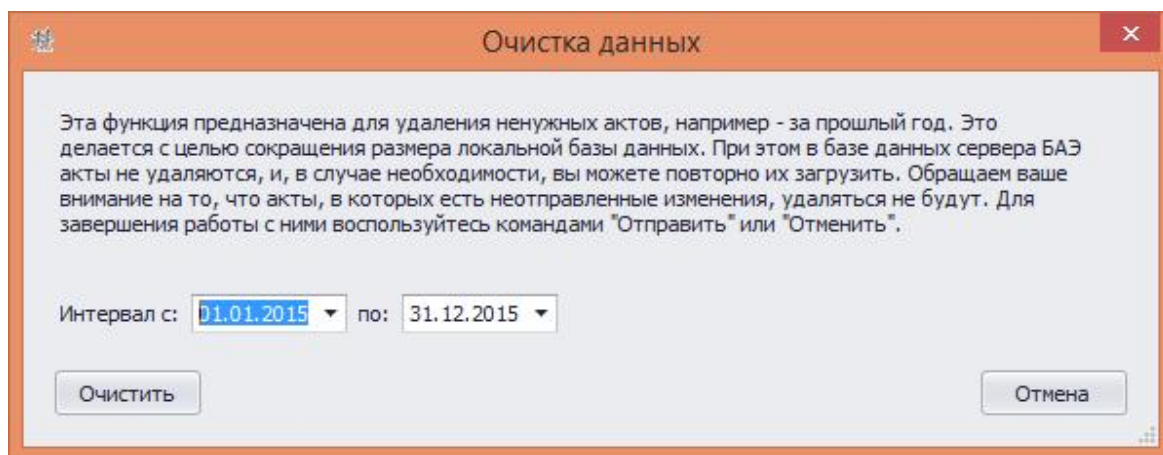 Очистка данных
Эта функция предназначена для удаления ненужных актов, например - за прошлый год. Это
делается с целью сокращения размера локальной базы данных. При этом в базе данных сервера БАЭ
акты не удаляются, и, в случае необходимости, вы можете повторно их загрузить. Обращаем ваше
внимание на то, что акты, в которых есть неотправленные изменения, удаляться не будут. Для
завершения работы с ними воспользуйтесь командами "Отправить" или "Отменить".
Интервал с: 01.01.2015 по: 31.12.2015
Очистить Отмена